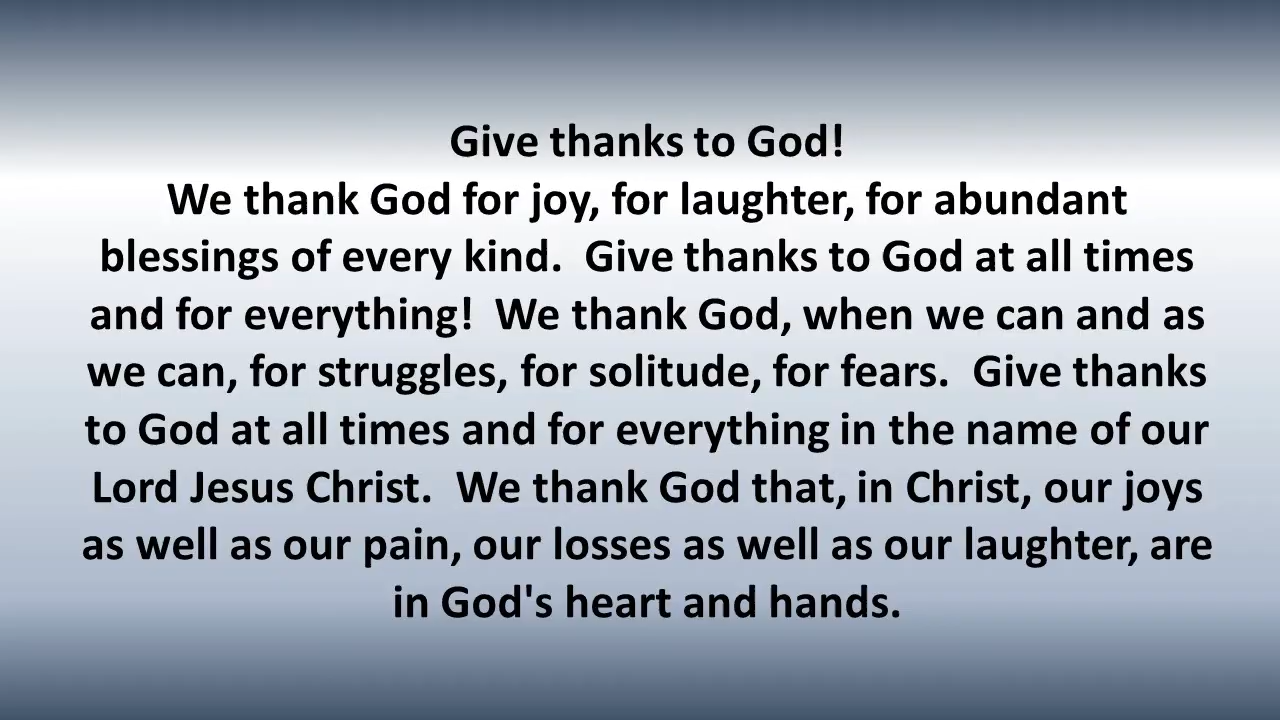 Give thanks to God!
We thank God for joy, for laughter, for abundant
blessings of every kind.  Give thanks to God at all times
and for everything!  We thank God, when we can and as
we can, for struggles, for solitude, for fears.  Give thanks
to God at all times and for everything in the name of our
Lord Jesus Christ.  We thank God that, in Christ, our joys
as well as our pain, our losses as well as our laughter, are
in God's heart and hands.